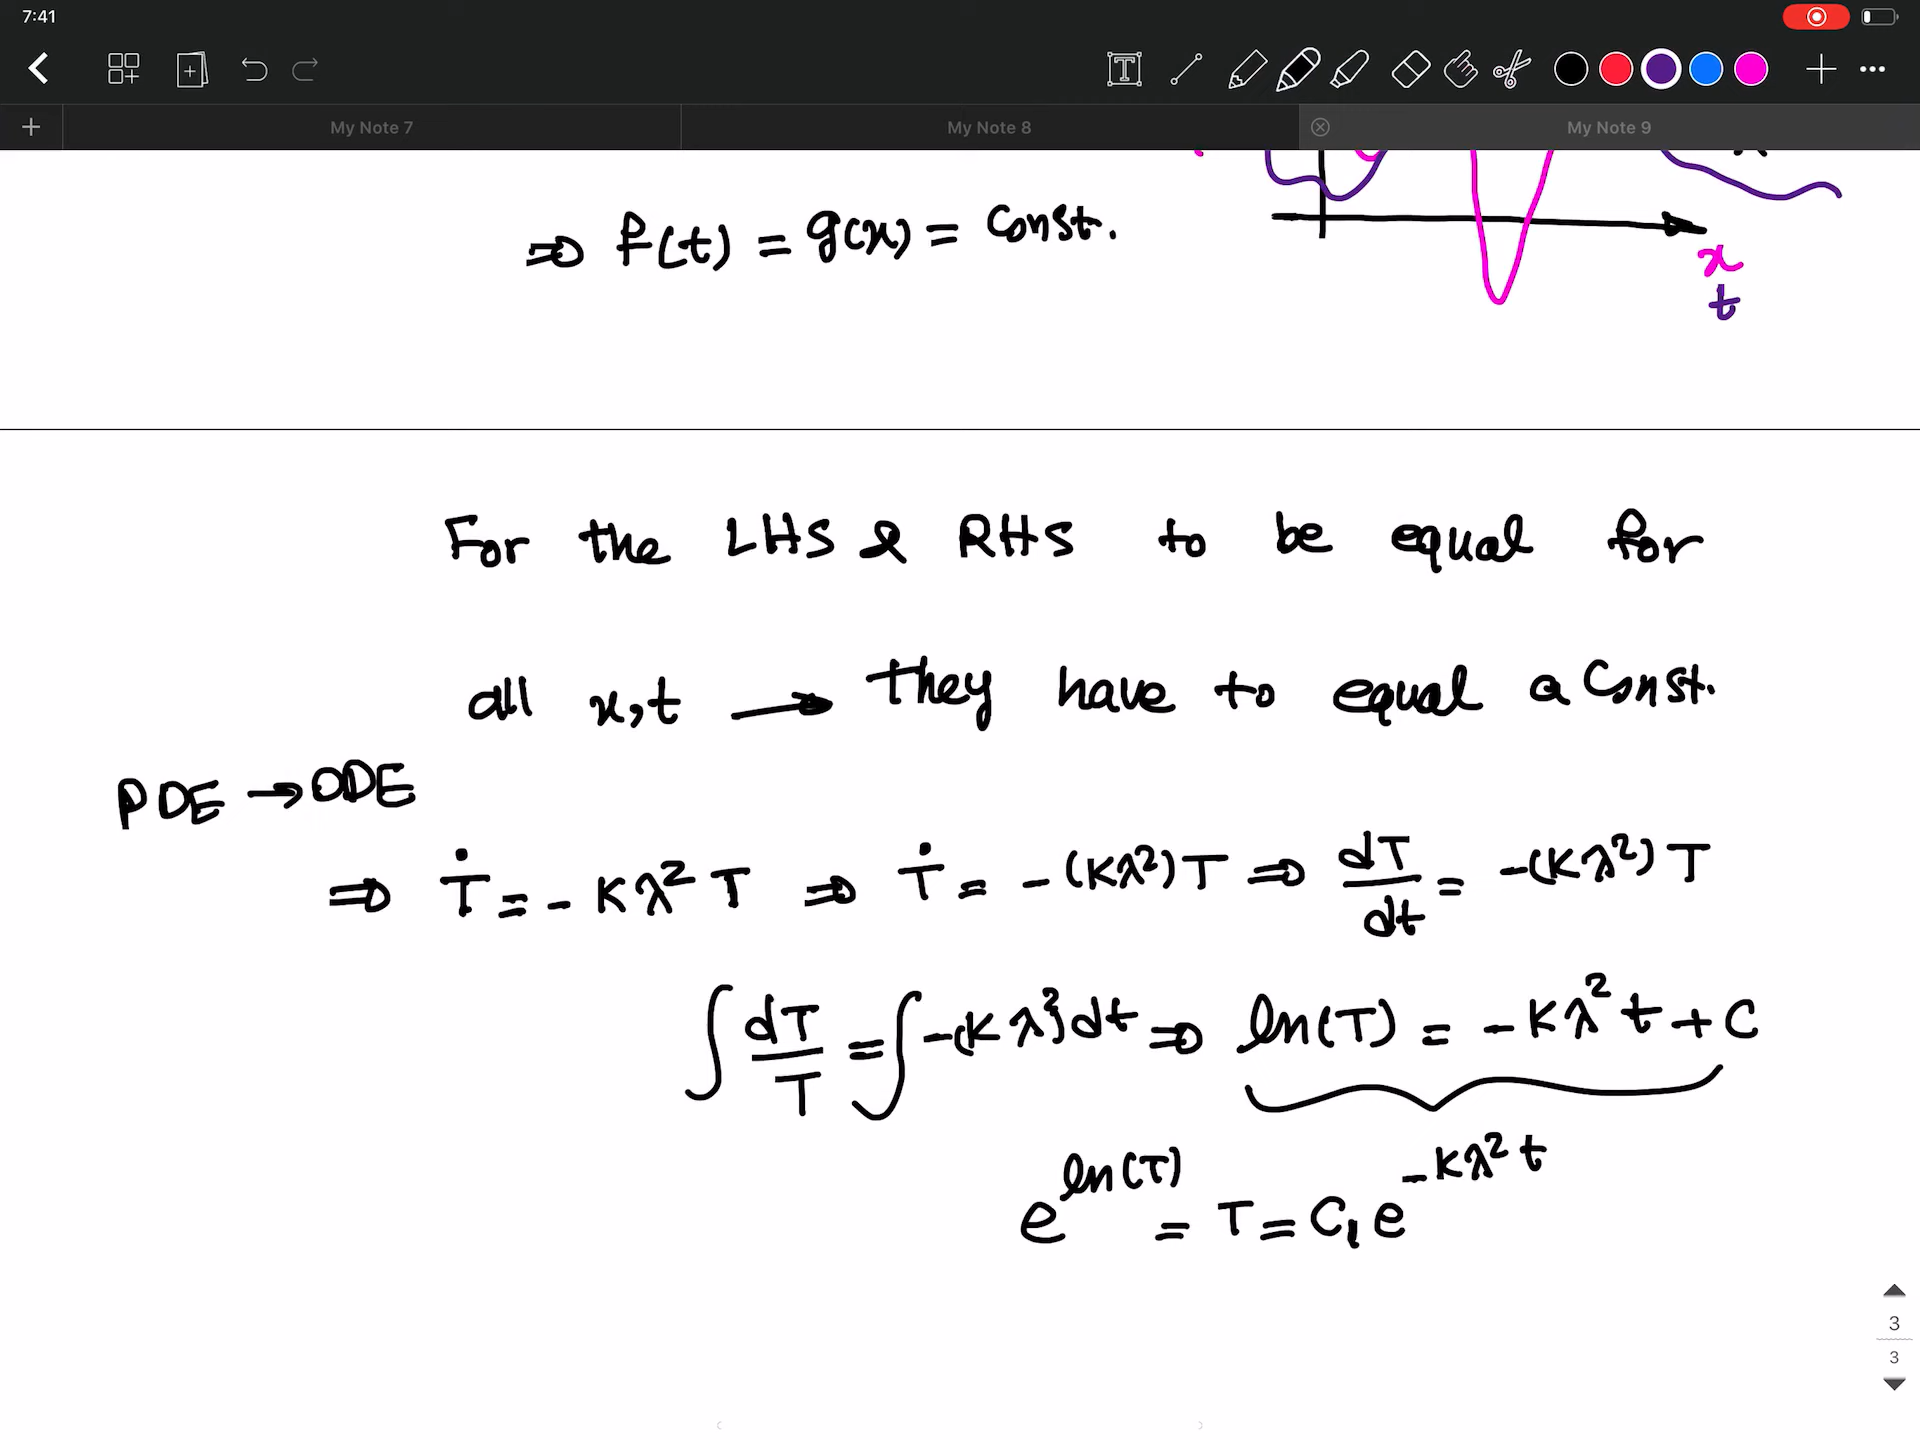 7:41
My Note 7 My Note 8 My Note 9
⇒ f(t) = g(x) = Const.
x
t
For the LHS & RHS to be equal for
all x,t → they have to equal a Const.
PDE → ODE
⇒ Ṫ = - Kλ² T ⇒ Ṫ = - (Kλ²) T ⇒ dT/dt = -(Kλ²) T
∫ dT/T = ∫ -(Kλ²) dt ⇒ ln(T) = - Kλ² t + C
e^ln(T) = T = C₁ e^-Kλ² t
3
3